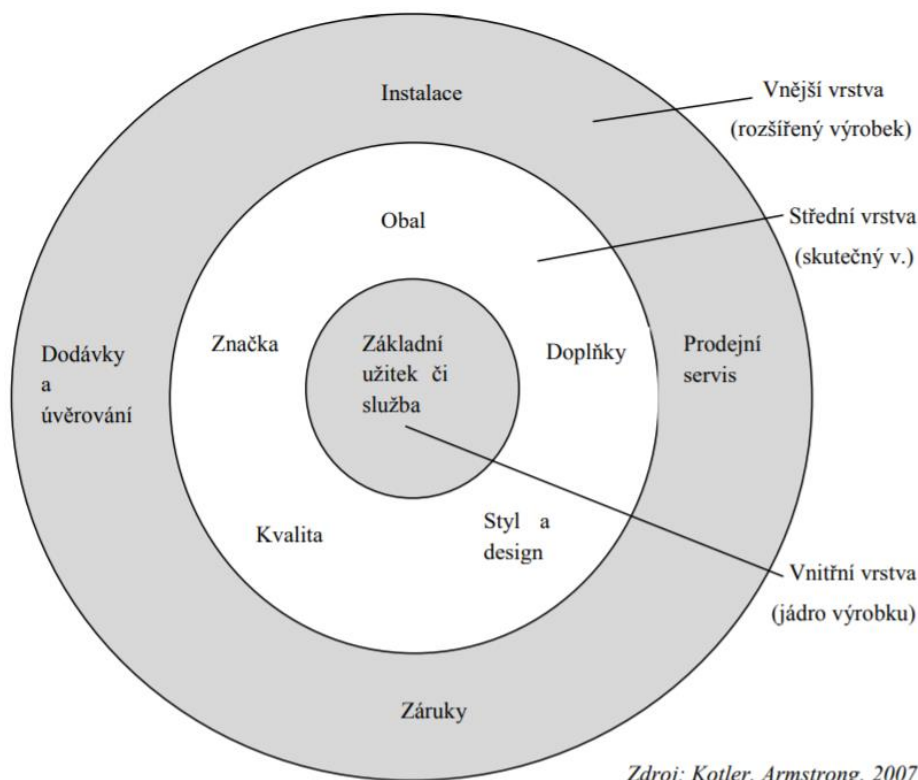 Instalace
Vnější vrstva
(rozšířený výrobek)
Obal
Střední vrstva
(skutečný v.)
Značka
Základní
užitek či
služba
Doplňky
Prodejní
servis
Dodávky
a
úvěrování
Kvalita
Styl a
design
Vnitřní vrstva
(jádro výrobku)
Záruky
Zdroj: Kotler, Armstrong, 2007